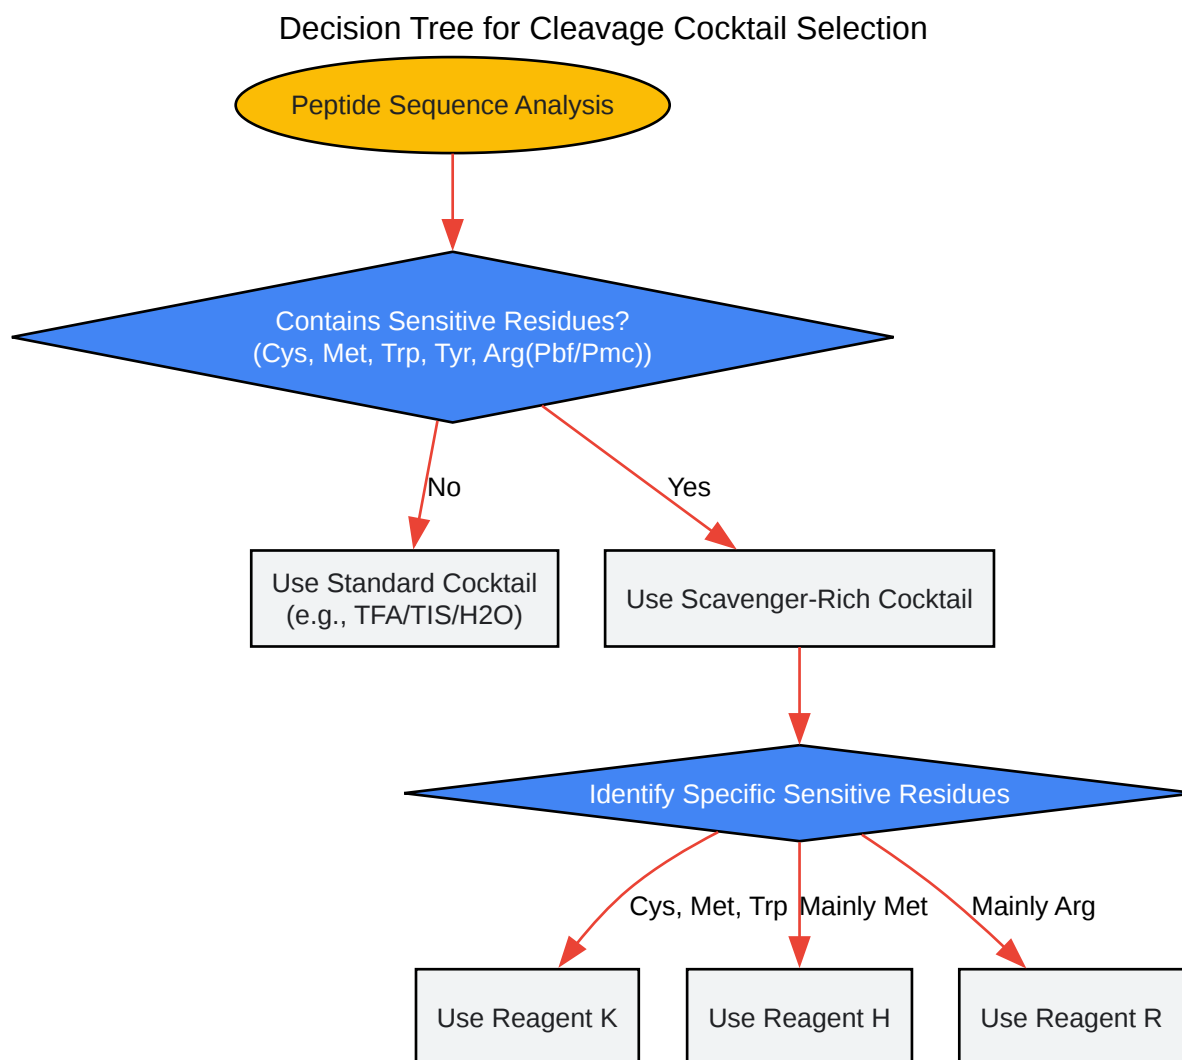 Decision Tree for Cleavage Cocktail Selection
Peptide Sequence Analysis
Contains Sensitive Residues?
(Cys, Met, Trp, Tyr, Arg(Pbf/Pmc))
No
Yes
Use Standard Cocktail
(e.g., TFA/TIS/H2O)
Use Scavenger-Rich Cocktail
Identify Specific Sensitive Residues
Cys, Met, Trp
Mainly Met
Mainly Arg
Use Reagent K
Use Reagent H
Use Reagent R